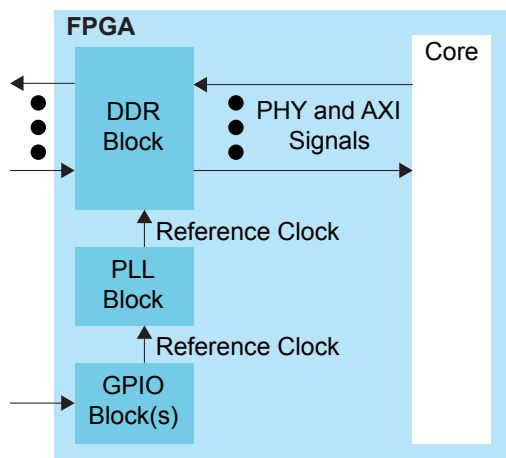 FPGA
Core
DDR
Block
PHY and AXI
Signals
Reference Clock
PLL
Block
Reference Clock
GPIO
Block(s)